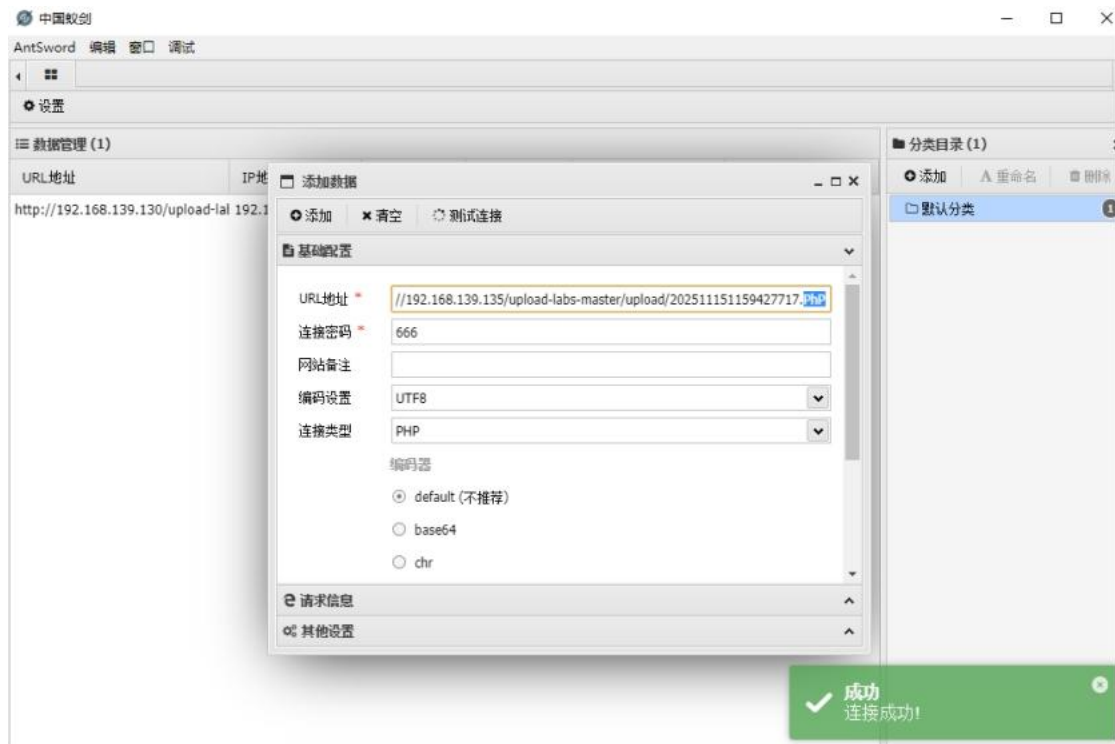 中国蚁剑
AntSword 编辑 窗口 调试
设置
数据管理 (1)
分类目录 (1)
URL地址 IP地
添加 重命名 删除
http://192.168.139.130/upload-lal 192.1
默认分类 1
添加数据
添加 清空 测试连接
基础配置
URL地址 * //192.168.139.135/upload-labs-master/upload/202511151159427717.PhP
连接密码 * 666
网站备注
编码设置 UTF8
连接类型 PHP
编码器
default (不推荐)
base64
chr
请求信息
其他设置
成功
连接成功!